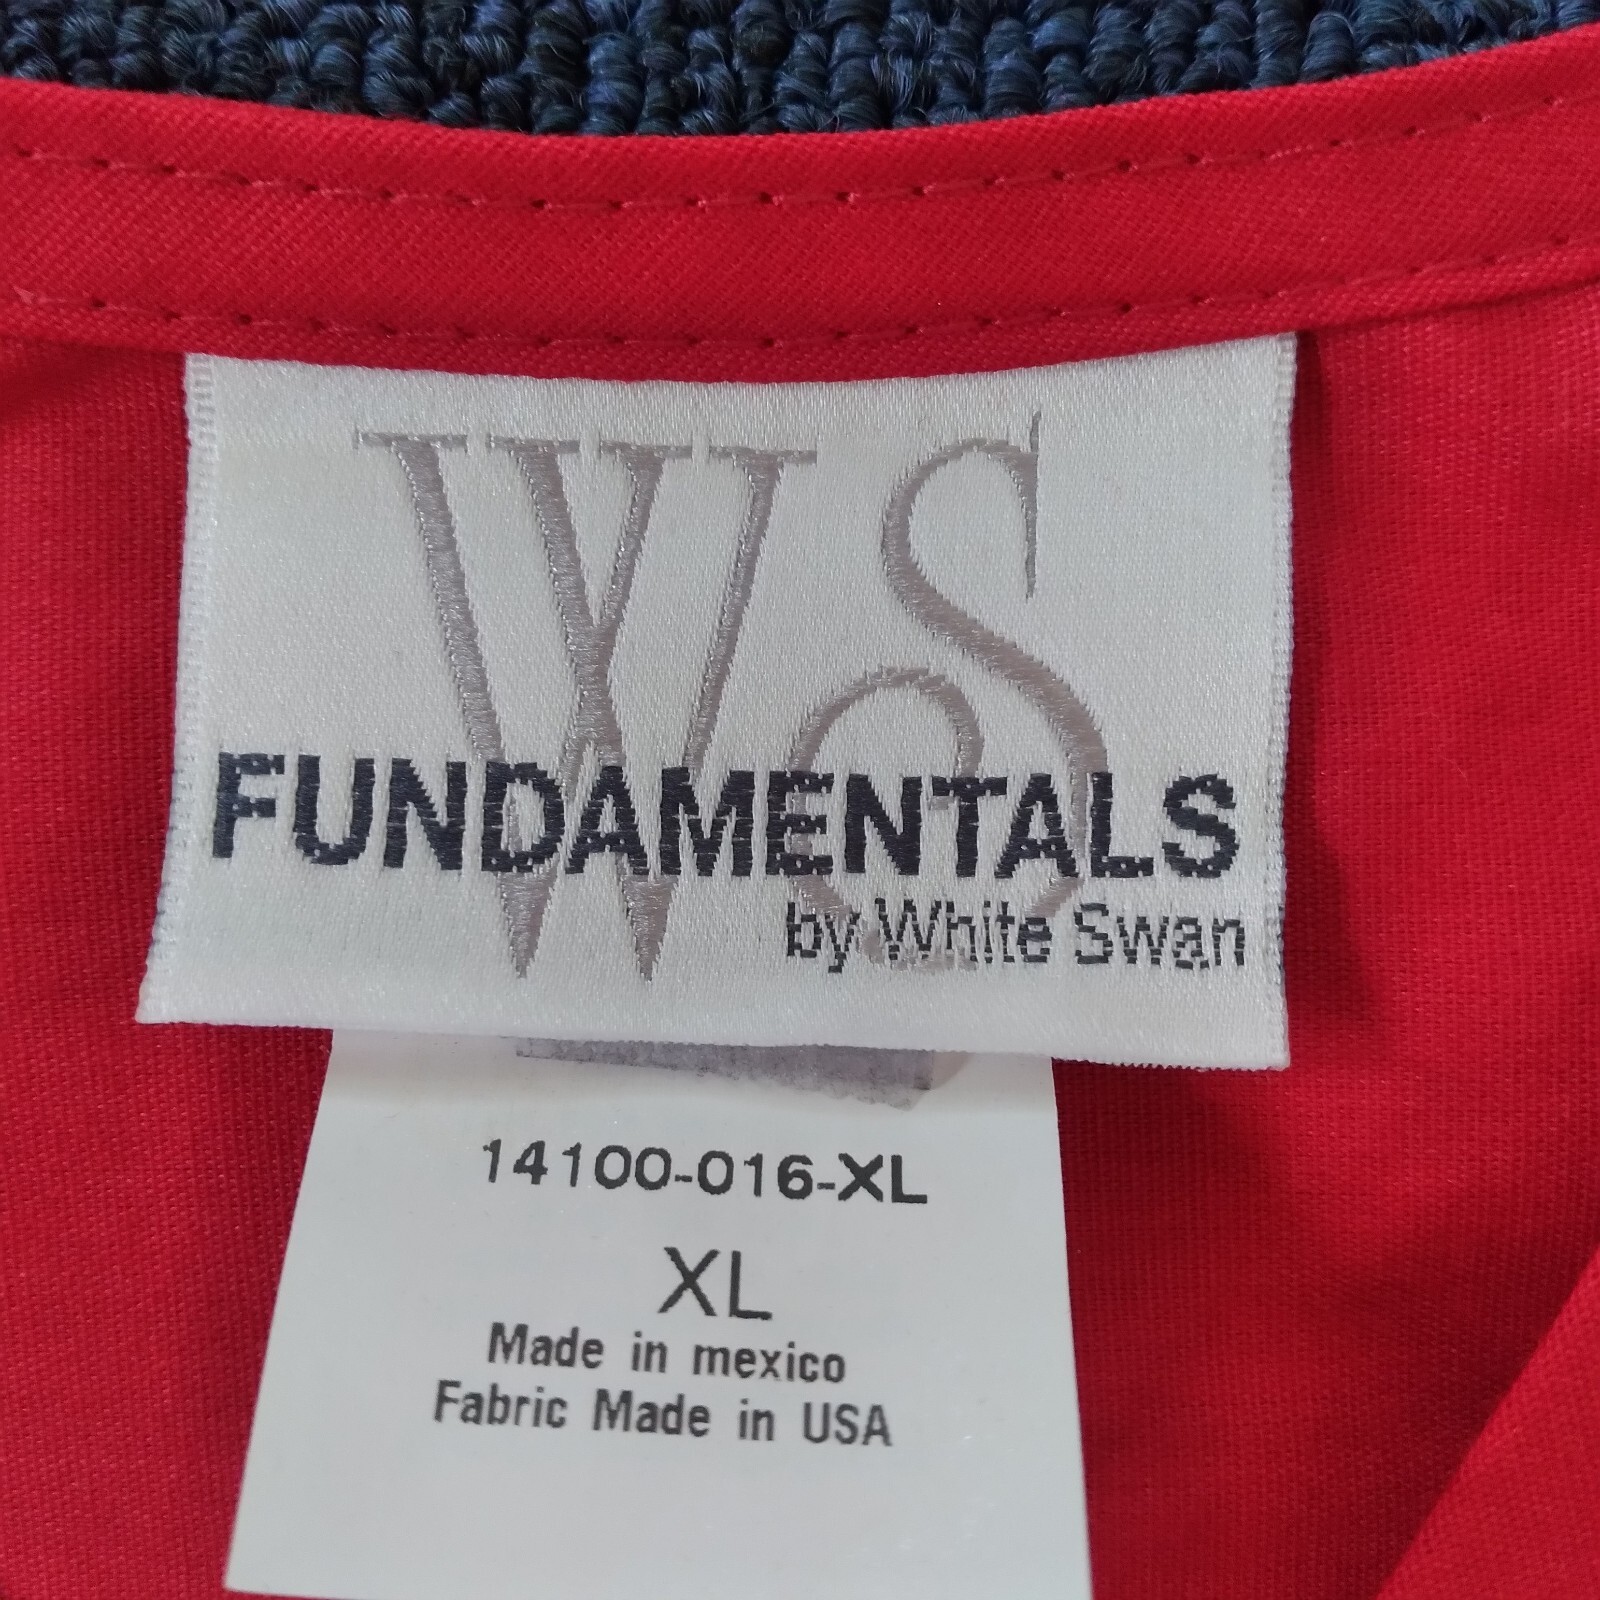 WS
FUNDAMENTALS
by White Swan
14100-016-XL
XL
Made in mexico
Fabric Made in USA